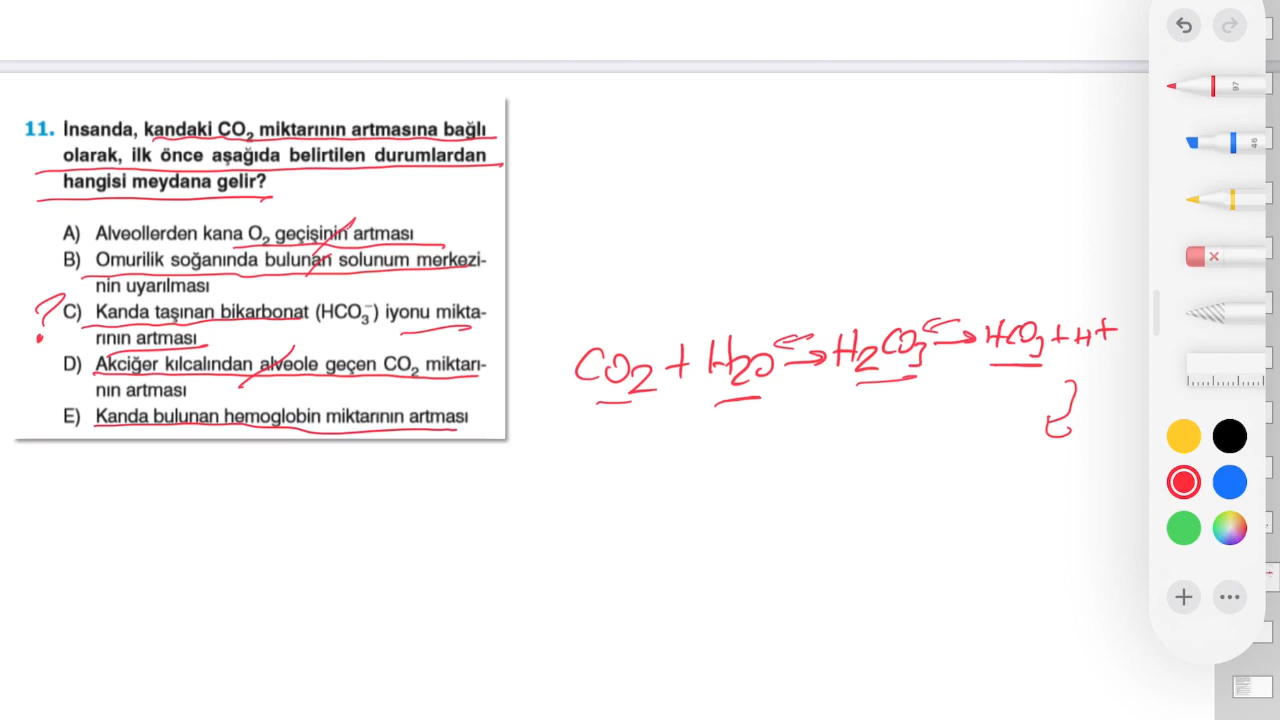 11. İnsanda, kandaki CO₂ miktarının artmasına bağlı
olarak, ilk önce aşağıda belirtilen durumlardan
hangisi meydana gelir?
A) Alveollerden kana O₂ geçişinin artması
B) Omurilik soğanında bulunan solunum merkezi-
nin uyarılması
? C) Kanda taşınan bikarbonat (HCO₃⁻) iyonu mikta-
rının artması
D) Akciğer kılcalından alveole geçen CO₂ miktarı-
nın artması
E) Kanda bulunan hemoglobin miktarının artması
CO2 + H2O ⇌ H2CO3 ⇌ HCO3 + H+
97
46